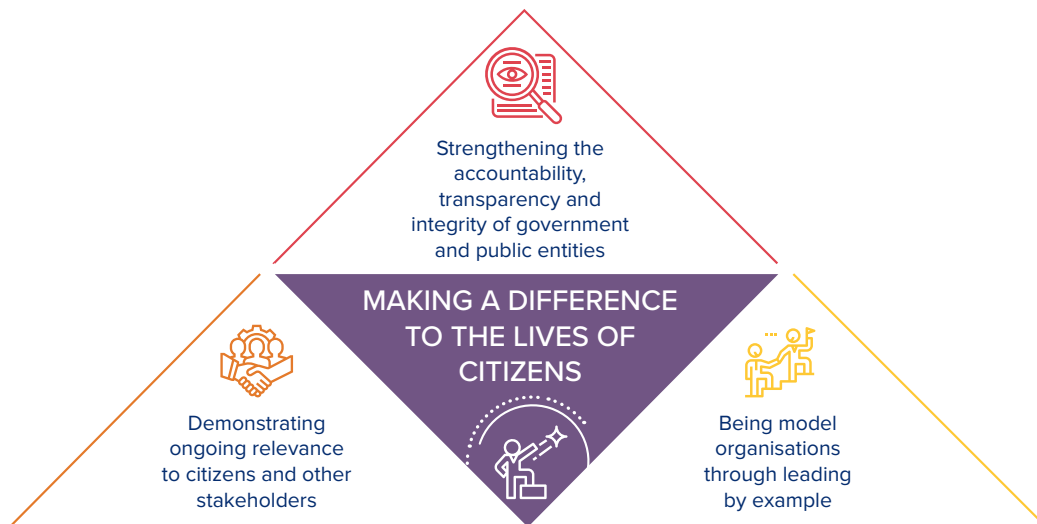 Strengthening the
accountability,
transparency and
integrity of government
and public entities
MAKING A DIFFERENCE
TO THE LIVES OF
CITIZENS
Demonstrating
ongoing relevance
to citizens and other
stakeholders
Being model
organisations
through leading
by example